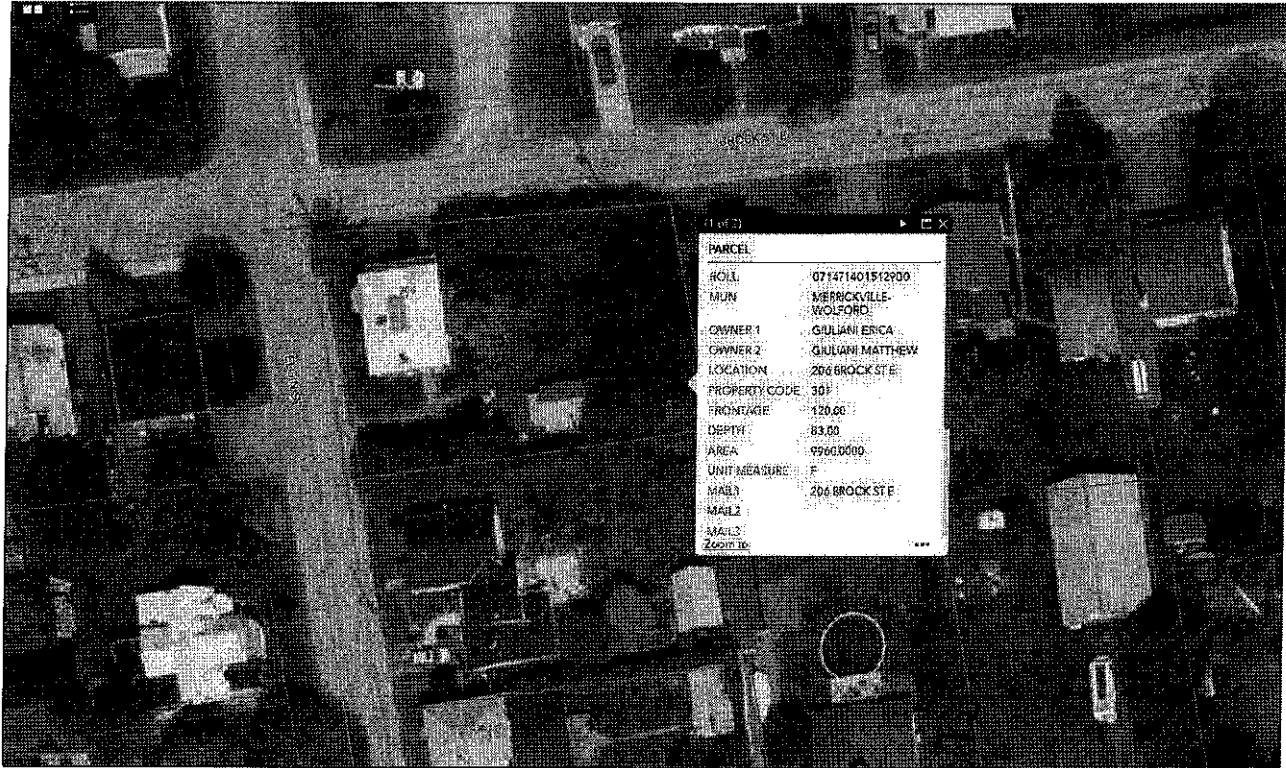 (1 of 3)
PARCEL
ROLL 071471401512900
MUN MERRICKVILLE-
WOLFORD
OWNER 1 GIULIANI ERICA
OWNER 2 GIULIANI MATTHEW
LOCATION 206 BROCK ST E
PROPERTY CODE 301
FRONTAGE 120.00
DEPTH 83.00
AREA 9960.0000
UNIT MEASURE F
MAIL1 206 BROCK ST E
MAIL2
MAIL3
Zoom to